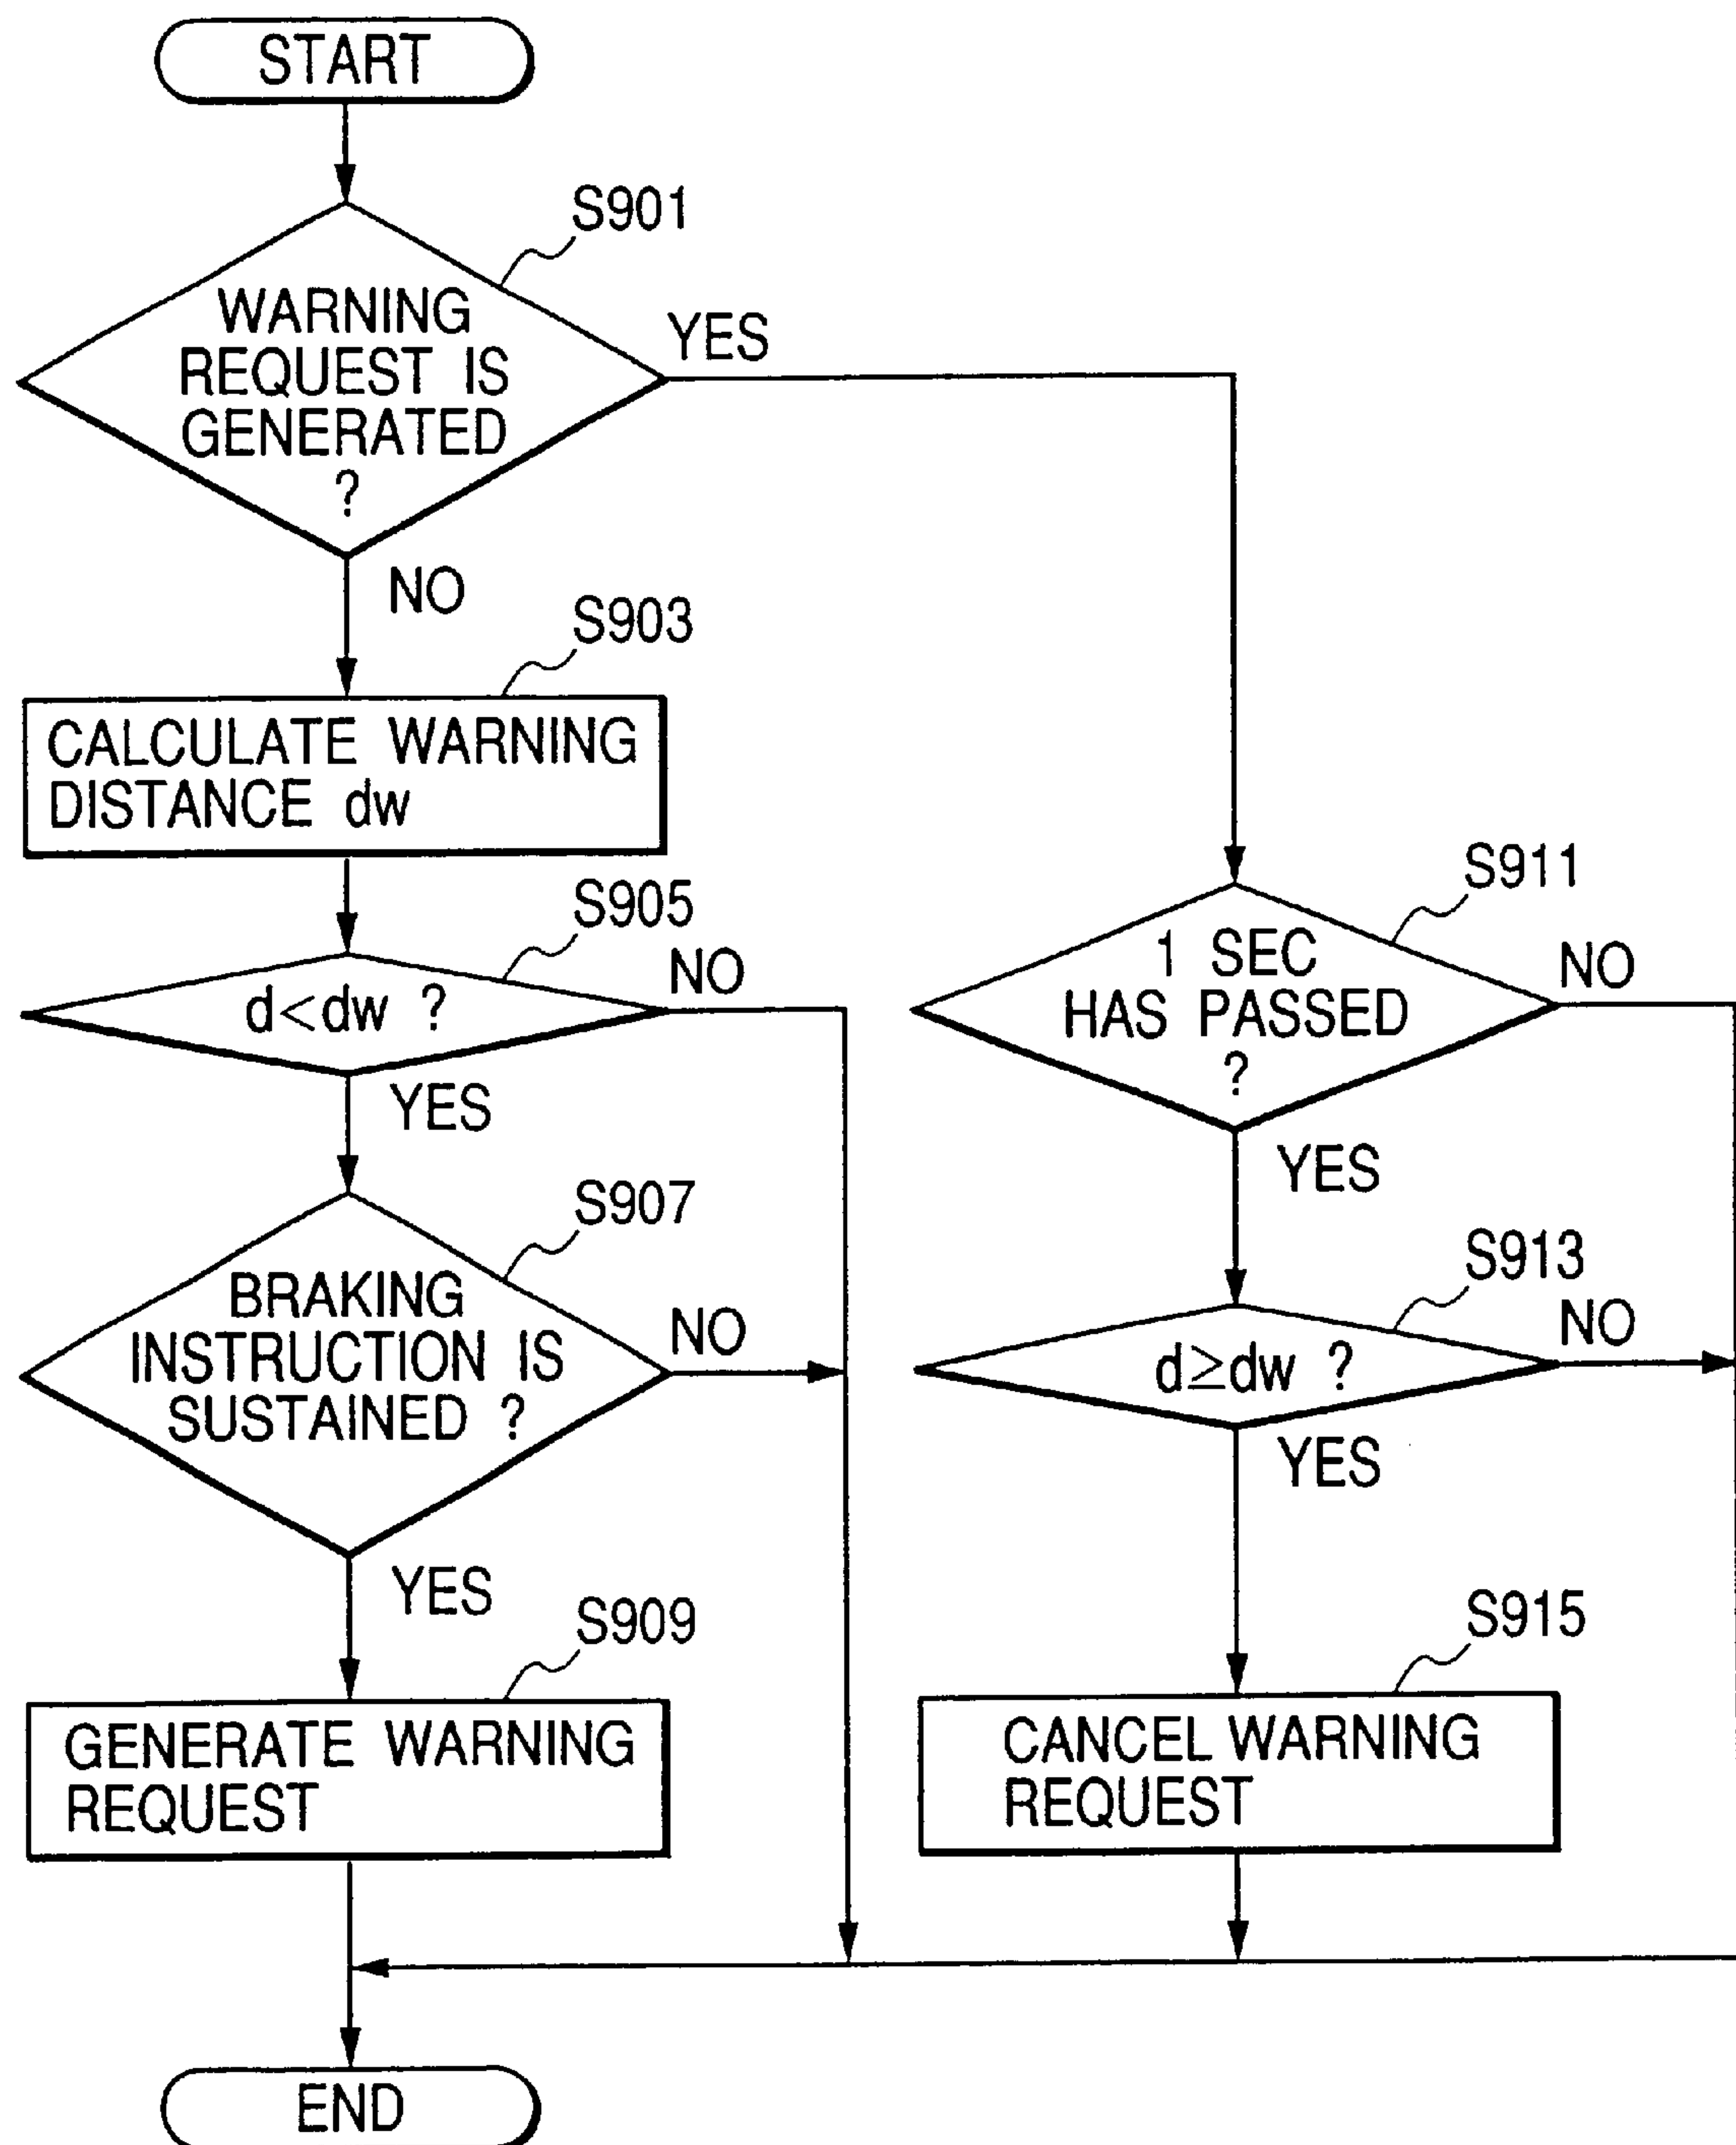 START
S901
WARNING
REQUEST IS
GENERATED
?
YES
NO
S903
CALCULATE WARNING
DISTANCE dw
S905
d<dw ?
NO
YES
S907
BRAKING
INSTRUCTION IS
SUSTAINED ?
NO
YES
S909
GENERATE WARNING
REQUEST
S911
1 SEC
HAS PASSED
?
NO
YES
S913
d≥dw ?
NO
YES
S915
CANCEL WARNING
REQUEST
END